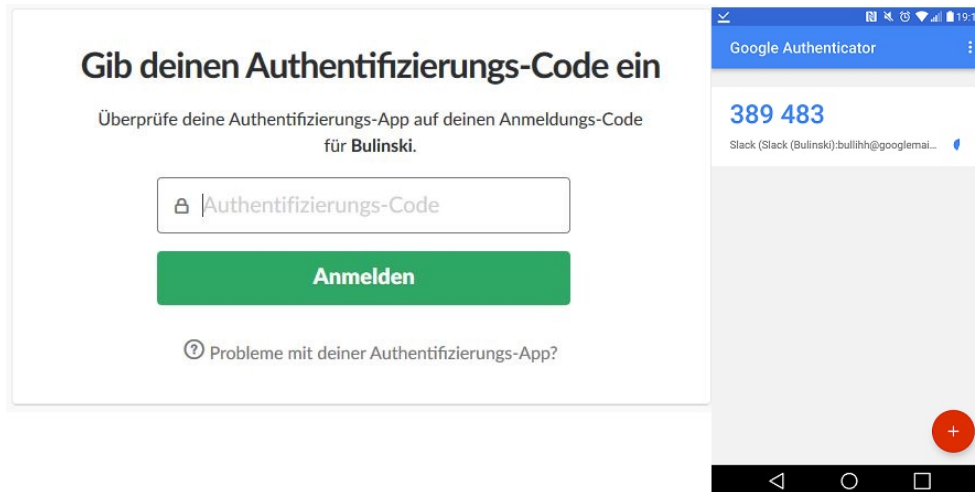 Gib deinen Authentifizierungs-Code ein
Überprüfe deine Authentifizierungs-App auf deinen Anmeldungs-Code
für Bulinski.
Authentifizierungs-Code
Anmelden
Probleme mit deiner Authentifizierungs-App?
Google Authenticator
389 483
Slack (Slack (Bulinski):bullihh@googlemai...